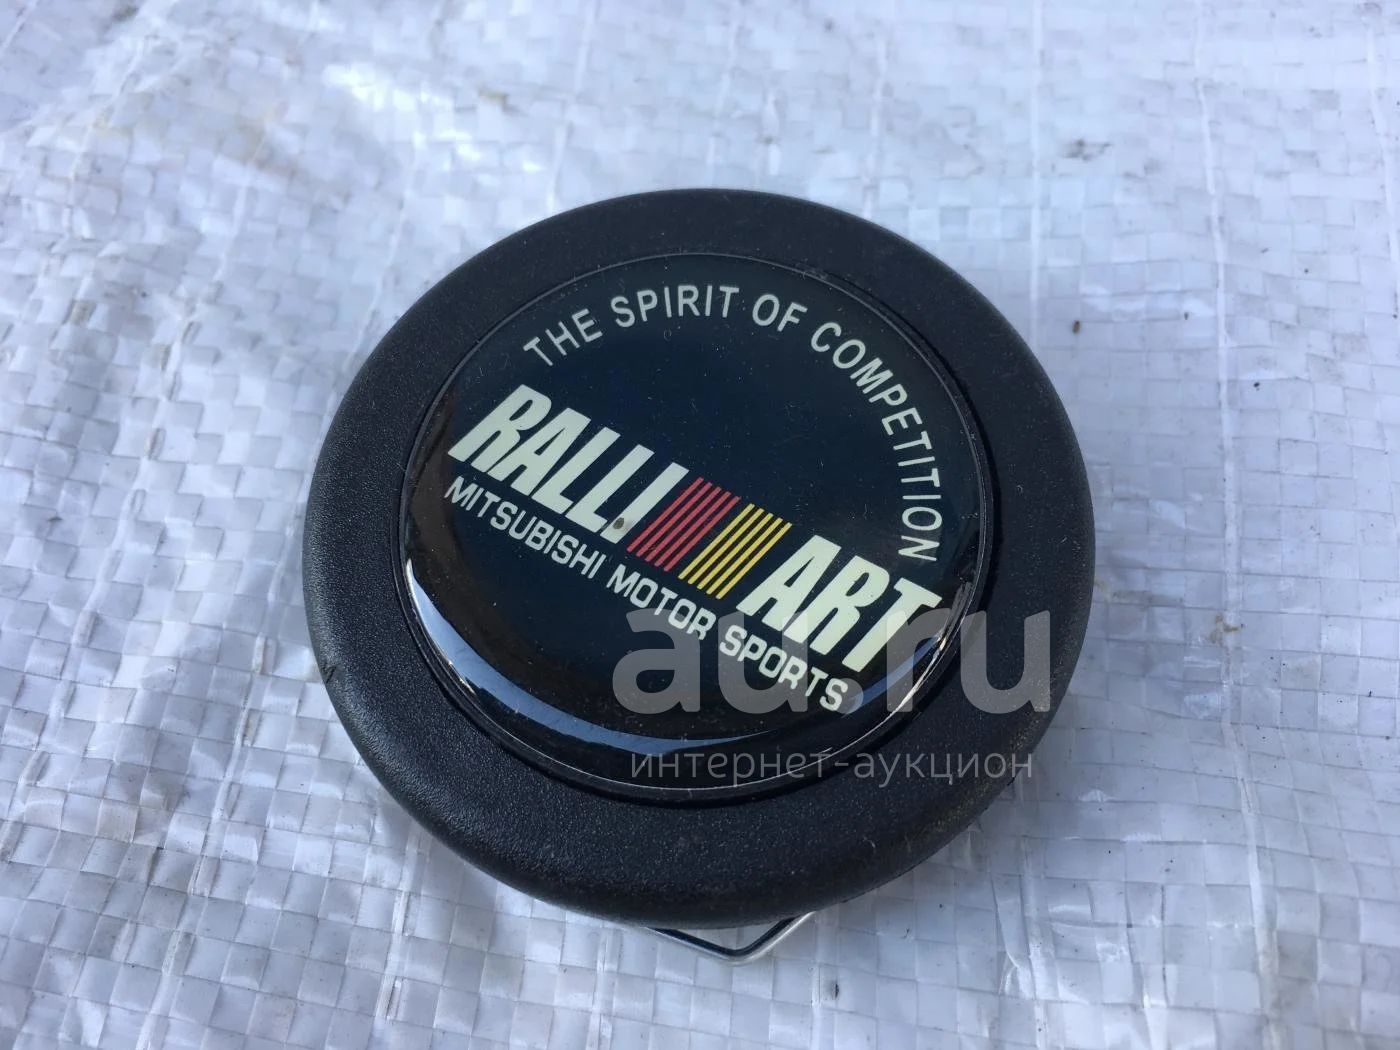 THE SPIRIT OF COMPETITION
RALLI ART
MITSUBISHI MOTOR SPORTS
au.ru
интернет-аукцион